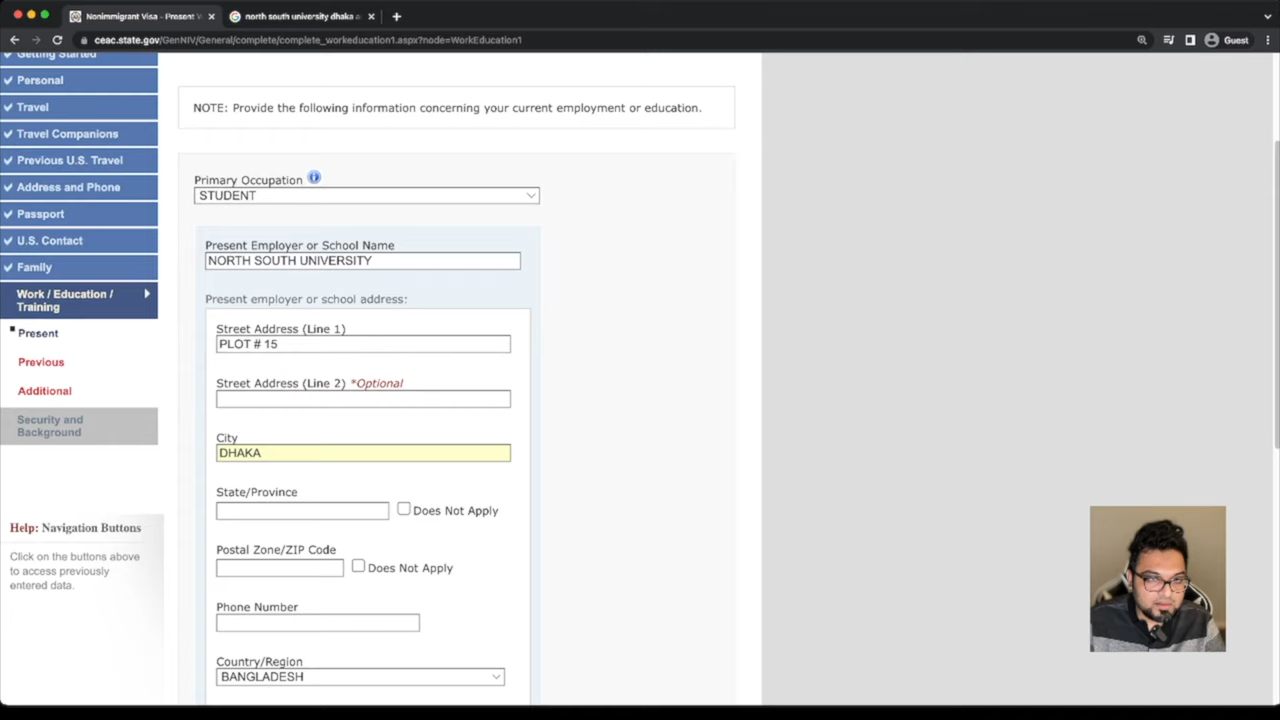 Nonimmigrant Visa - Present
north south university dhaka
ceac.state.gov/GenNIV/General/complete/complete_workeducation1.aspx?node=WorkEducation1
Guest
Getting Started
Personal
Travel
Travel Companions
Previous U.S. Travel
Address and Phone
Passport
U.S. Contact
Family
Work / Education /
Training
Present
Previous
Additional
Security and
Background
Help: Navigation Buttons
Click on the buttons above
to access previously
entered data.
NOTE: Provide the following information concerning your current employment or education.
Primary Occupation
STUDENT
Present Employer or School Name
NORTH SOUTH UNIVERSITY
Present employer or school address:
Street Address (Line 1)
PLOT # 15
Street Address (Line 2) *Optional
City
DHAKA
State/Province
Does Not Apply
Postal Zone/ZIP Code
Does Not Apply
Phone Number
Country/Region
BANGLADESH